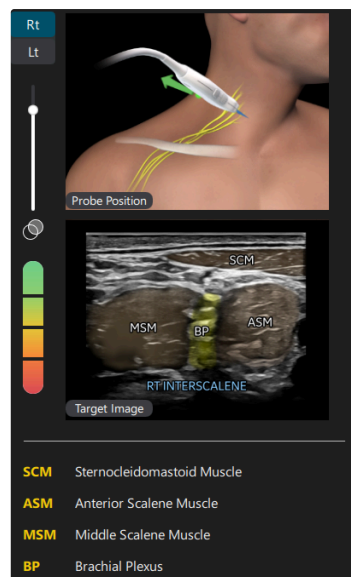 Rt
Lt
Probe Position
SCM
MSM
BP
ASM
RT INTERSCALENE
Target Image
SCM Sternocleidomastoid Muscle
ASM Anterior Scalene Muscle
MSM Middle Scalene Muscle
BP Brachial Plexus